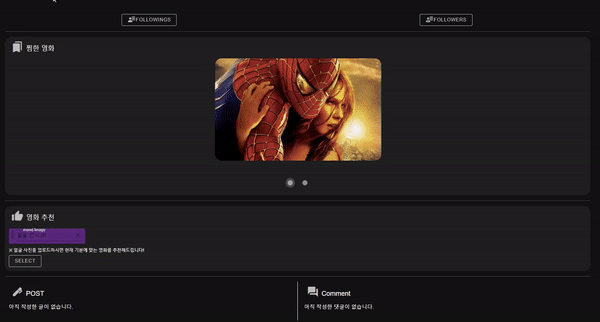 FOLLOWINGS
FOLLOWERS
찜한 영화
영화 추천
※ 얼굴 사진을 업로드하시면 현재 기분에 맞는 영화를 추천해드립니다!
SELECT
POST
Comment
아직 작성한 글이 없습니다.
아직 작성한 댓글이 없습니다.